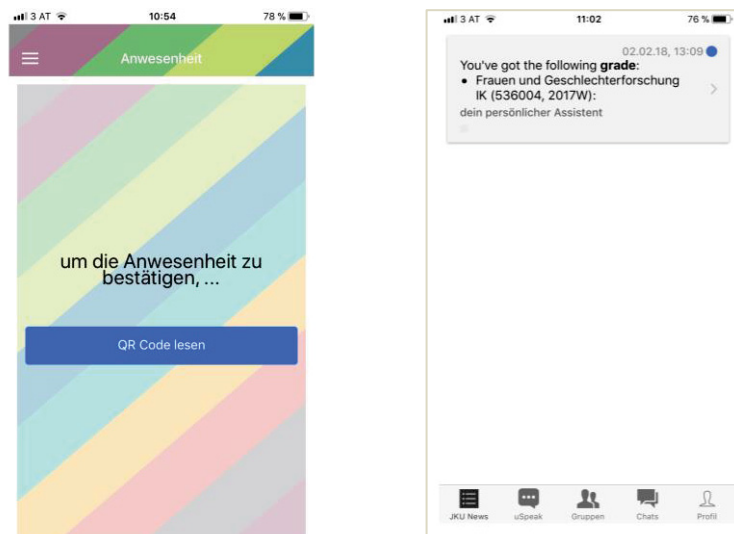 3 AT 10:54 78 %
Anwesenheit
um die Anwesenheit zu
bestätigen, ...
QR Code lesen
3 AT 11:02 76 %
02.02.18, 13:09
You've got the following grade:
• Frauen und Geschlechterforschung
IK (536004, 2017W):
dein persönlicher Assistent
JKU News uSpeak Gruppen Chats Profil